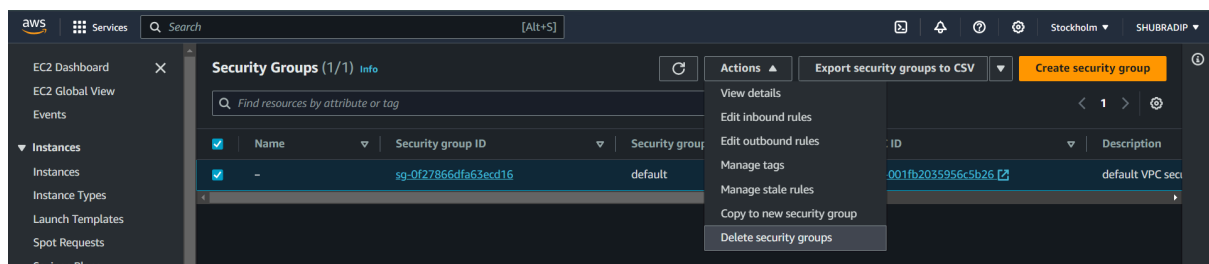 aws Services Search [Alt+S] Stockholm ▼ SHUBRADIP ▼
EC2 Dashboard
EC2 Global View
Events
Instances
Instances
Instance Types
Launch Templates
Spot Requests
Security Groups (1/1) Info
Actions ▲ Export security groups to CSV ▼ Create security group
Find resources by attribute or tag
1
Name Security group ID Security group ID Description
– sg-0f27866dfa63ecd16 default -001fb2035956c5b26 default VPC secu
View details
Edit inbound rules
Edit outbound rules
Manage tags
Manage stale rules
Copy to new security group
Delete security groups